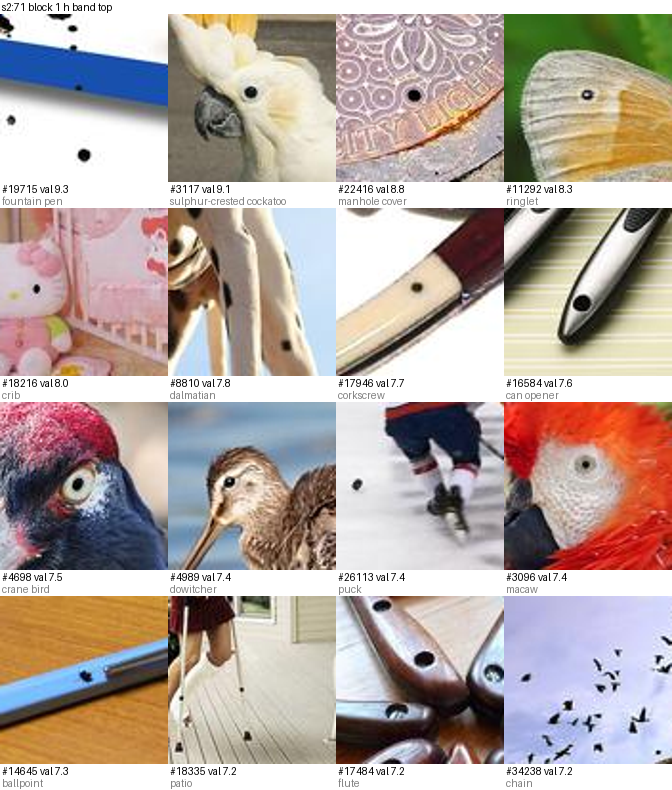 s2:71 block 1 h band top
#19715 val 9.3
fountain pen
#3117 val 9.1
sulphur-crested cockatoo
#22416 val 8.8
manhole cover
#11292 val 8.3
ringlet
ITY LIGHT
#18216 val 8.0
crib
#8810 val 7.8
dalmatian
#17946 val 7.7
corkscrew
#16584 val 7.6
can opener
#4698 val 7.5
crane bird
#4989 val 7.4
dowitcher
#26113 val 7.4
puck
#3096 val 7.4
macaw
#14645 val 7.3
ballpoint
#18335 val 7.2
patio
#17484 val 7.2
flute
#34238 val 7.2
chain